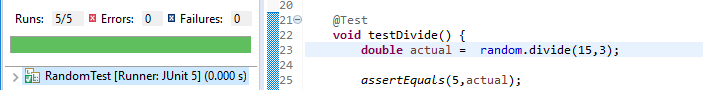 Runs: 5/5 Errors: 0 Failures: 0
RandomTest [Runner: JUnit 5] (0.000 s)
20
21 @Test
22 void testDivide() {
23 double actual =  random.divide(15,3);
24
25 assertEquals(5,actual);